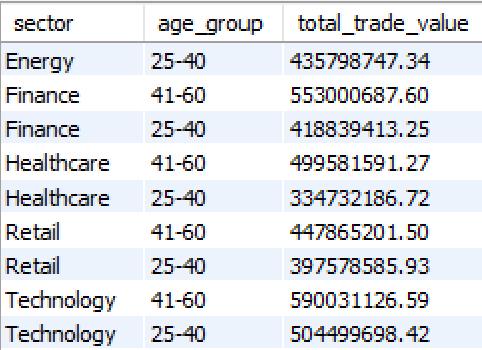 sector age_group total_trade_value
Energy 25-40 435798747.34
Finance 41-60 553000687.60
Finance 25-40 418839413.25
Healthcare 41-60 499581591.27
Healthcare 25-40 334732186.72
Retail 41-60 447865201.50
Retail 25-40 397578585.93
Technology 41-60 590031126.59
Technology 25-40 504499698.42